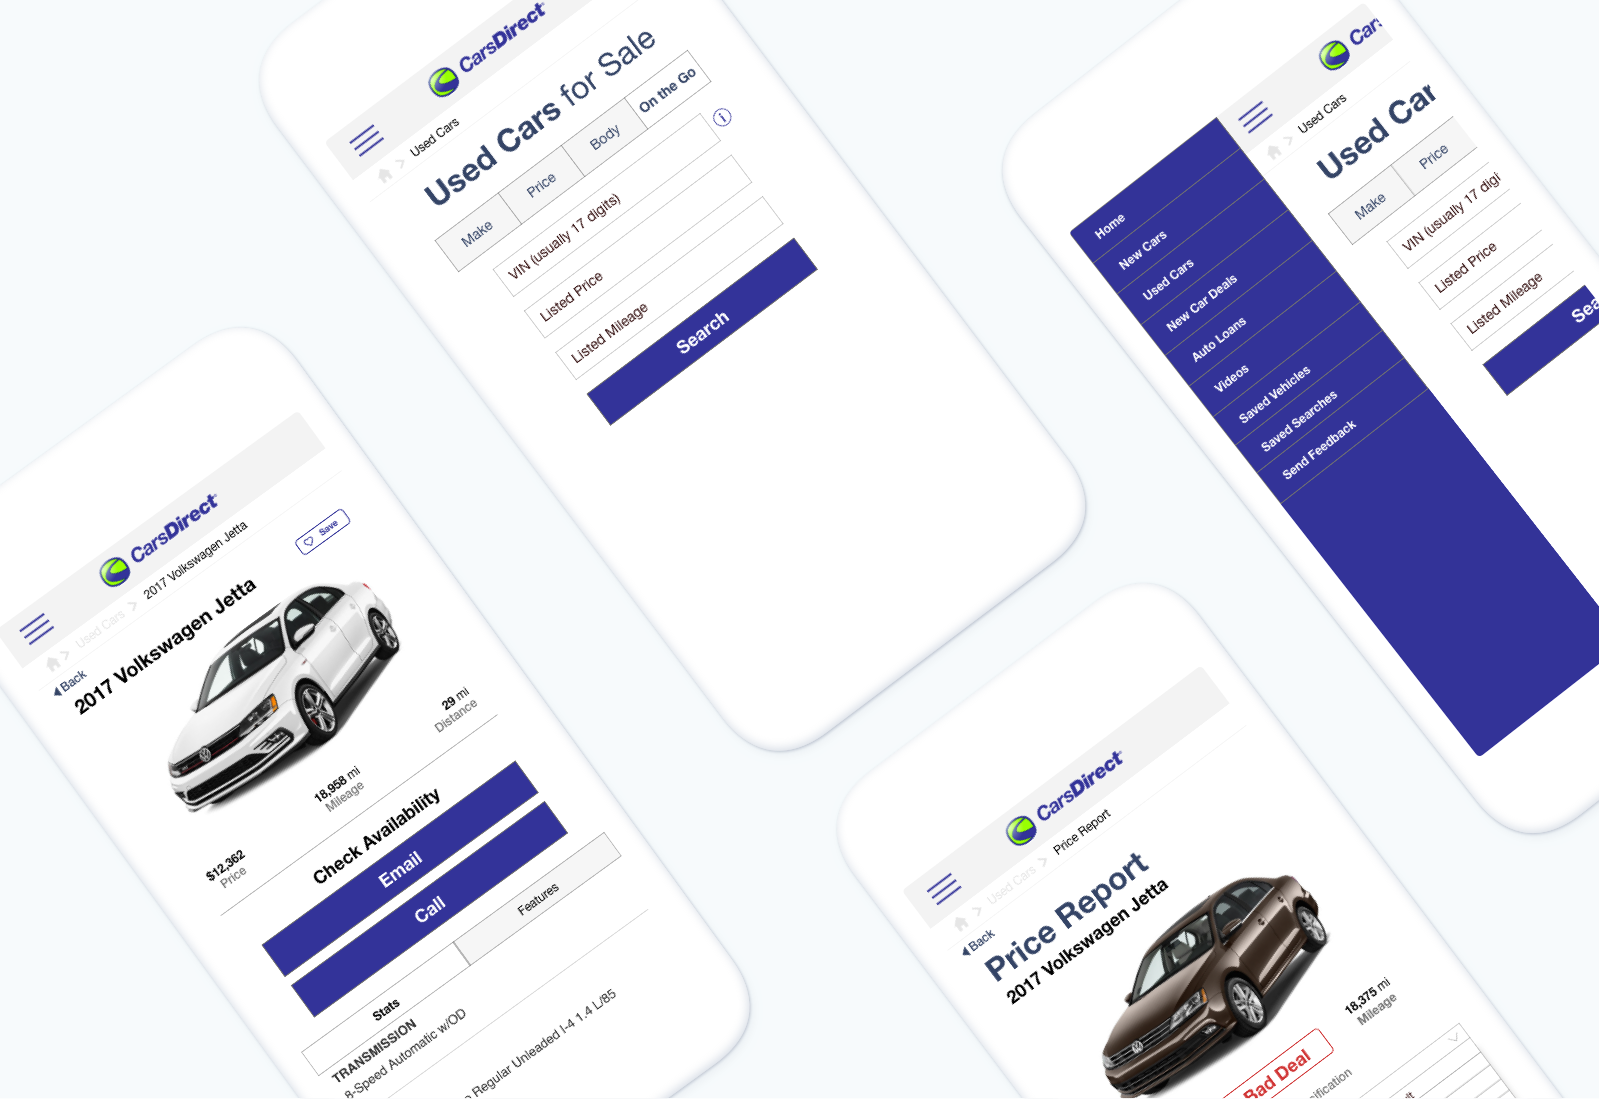 CarsDirect
Used Cars
Used Cars for Sale
Make
Price
Body
On the Go
VIN (usually 17 digits)
Listed Price
Listed Mileage
Search
Home
New Cars
Used Cars
New Car Deals
Auto Loans
Videos
Saved Vehicles
Saved Searches
Send Feedback
Cars
Used Cars
Used Car
Make
Price
VIN (usually 17 digi
Listed Price
Listed Mileage
Sea
CarsDirect
Used Cars
2017 Volkswagen Jetta
Save
Back
2017 Volkswagen Jetta
$12,362
Price
18,958 mi
Mileage
29 mi
Distance
Check Availability
Email
Call
Stats
Features
TRANSMISSION
8-Speed Automatic w/OD
Regular Unleaded I-4 1.4 L/85
CarsDirect
Used Cars
Price Report
Back
Price Report
2017 Volkswagen Jetta
18,375 mi
Mileage
Bad Deal